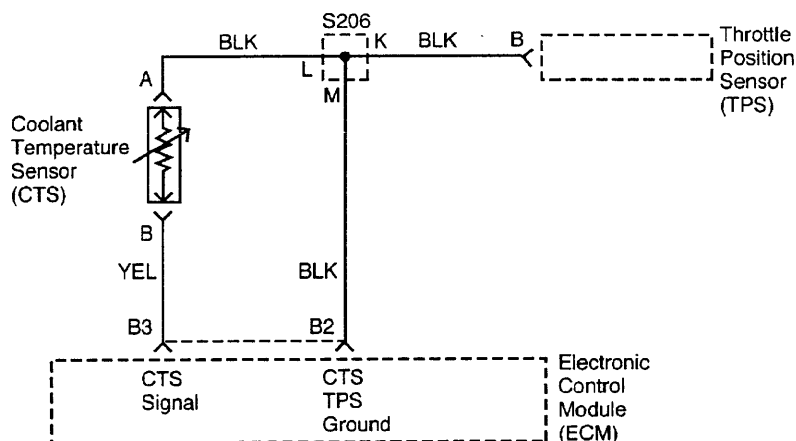 S206
BLK
K
BLK
B
Throttle
Position
Sensor
(TPS)
L
A
M
Coolant
Temperature
Sensor
(CTS)
B
YEL
BLK
B3
B2
CTS
Signal
CTS
TPS
Ground
Electronic
Control
Module
(ECM)